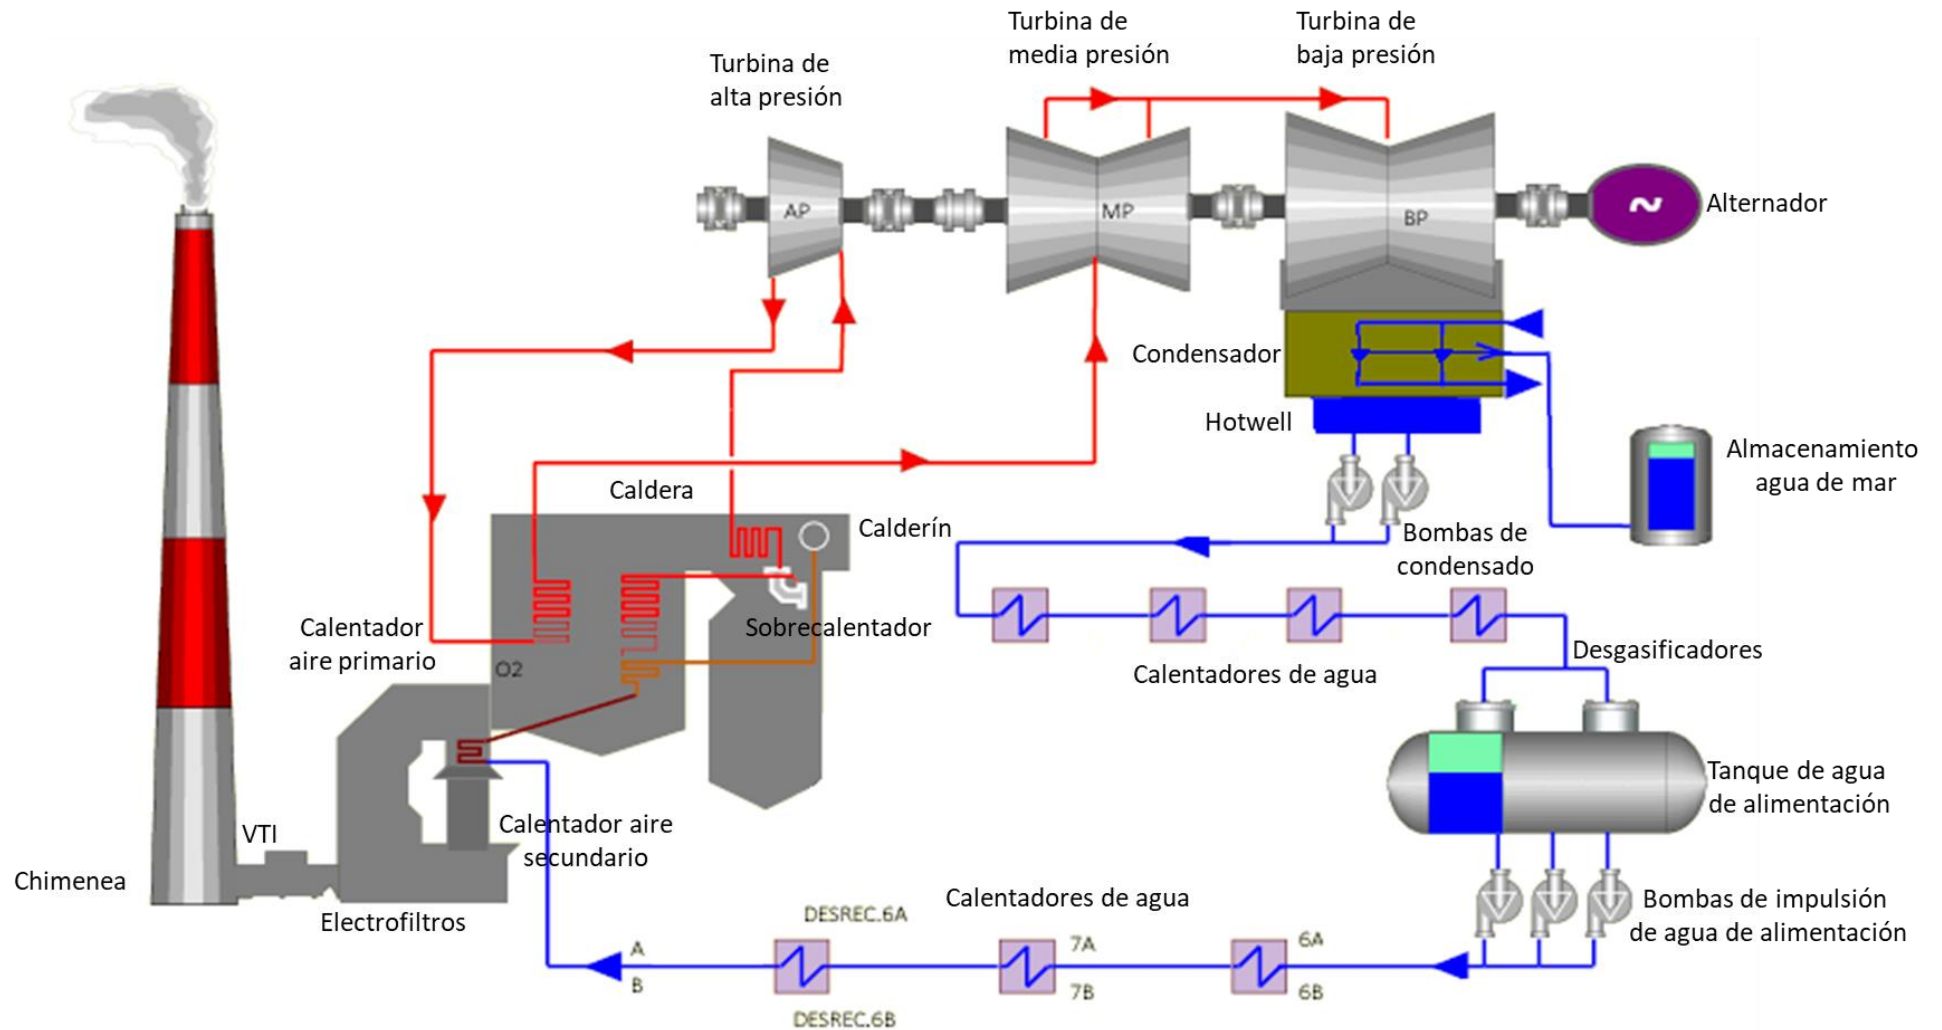 Turbina de
alta presión
Turbina de
media presión
Turbina de
baja presión
AP
MP
BP
~
Alternador
Condensador
Hotwell
Almacenamiento
agua de mar
Caldera
Calderín
Bombas de
condensado
Calentador
aire primario
Sobrecalentador
O2
Calentadores de agua
Desgasificadores
Tanque de agua
de alimentación
VTI
Calentador aire
secundario
Chimenea
Electrofiltros
DESREC.6A
Calentadores de agua
Bombas de impulsión
de agua de alimentación
A
B
7A
7B
6A
6B
DESREC.6B